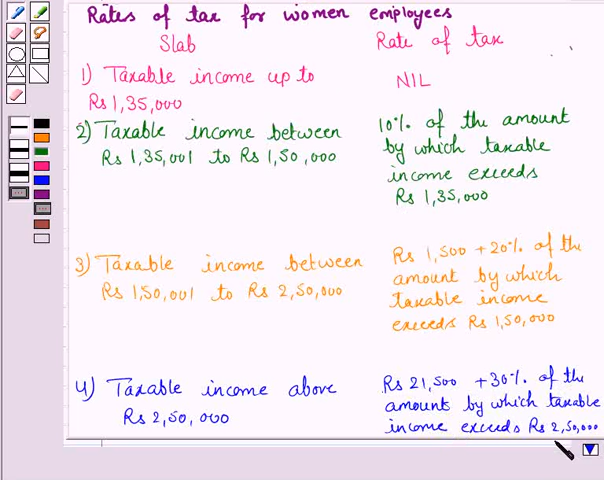 Rates of tax for women employees
Slab
Rate of tax
1) Taxable income up to
Rs 1,35,000
NIL
2) Taxable income between
Rs 1,35,001 to Rs 1,50,000
10% of the amount
by which taxable
income exceeds
Rs 1,35,000
3) Taxable income between
Rs 1,50,001 to Rs 2,50,000
Rs 1,500 + 20% of the
amount by which
taxable income
exceeds Rs 1,50,000
4) Taxable income above
Rs 2,50,000
Rs 21,500 + 30% of the
amount by which taxable
income exceeds Rs 2,50,000